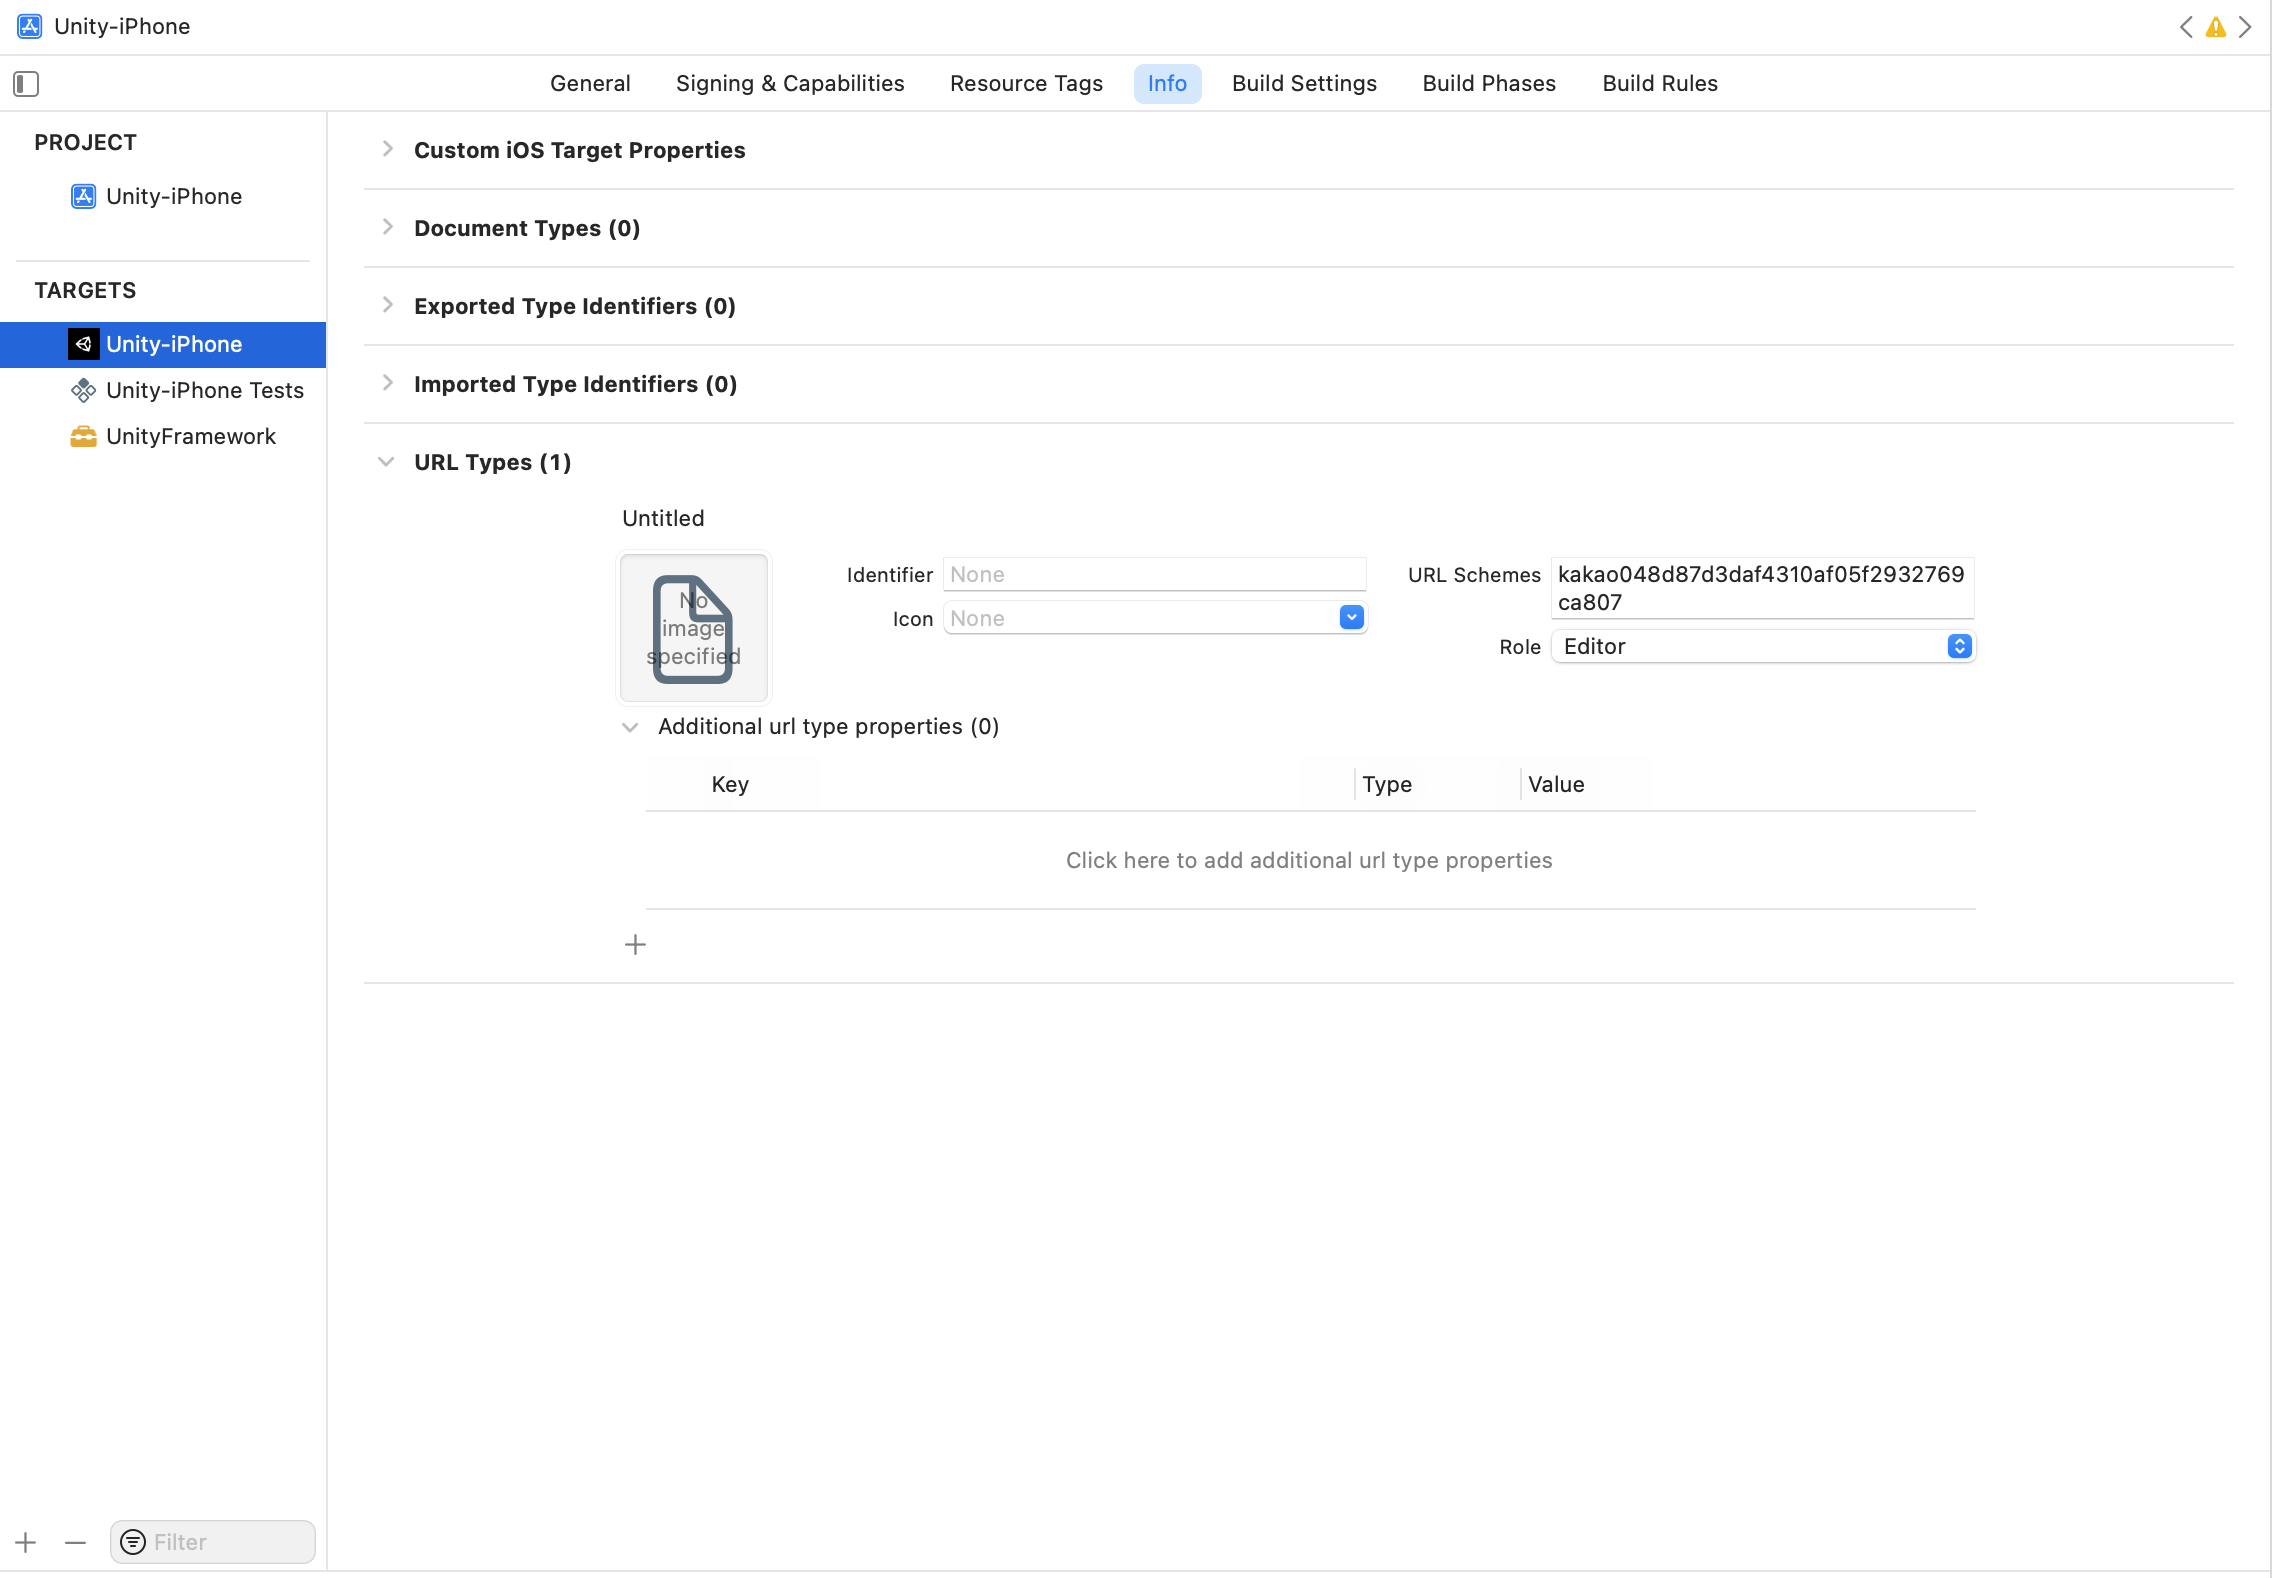 Unity-iPhone
General
Signing & Capabilities
Resource Tags
Info
Build Settings
Build Phases
Build Rules
PROJECT
Unity-iPhone
TARGETS
Unity-iPhone
Unity-iPhone Tests
UnityFramework
Custom iOS Target Properties
Document Types (0)
Exported Type Identifiers (0)
Imported Type Identifiers (0)
URL Types (1)
Untitled
No
image
specified
Identifier
None
Icon
None
URL Schemes
kakao048d87d3daf4310af05f2932769
ca807
Role
Editor
Additional url type properties (0)
Key
Type
Value
Click here to add additional url type properties
Filter